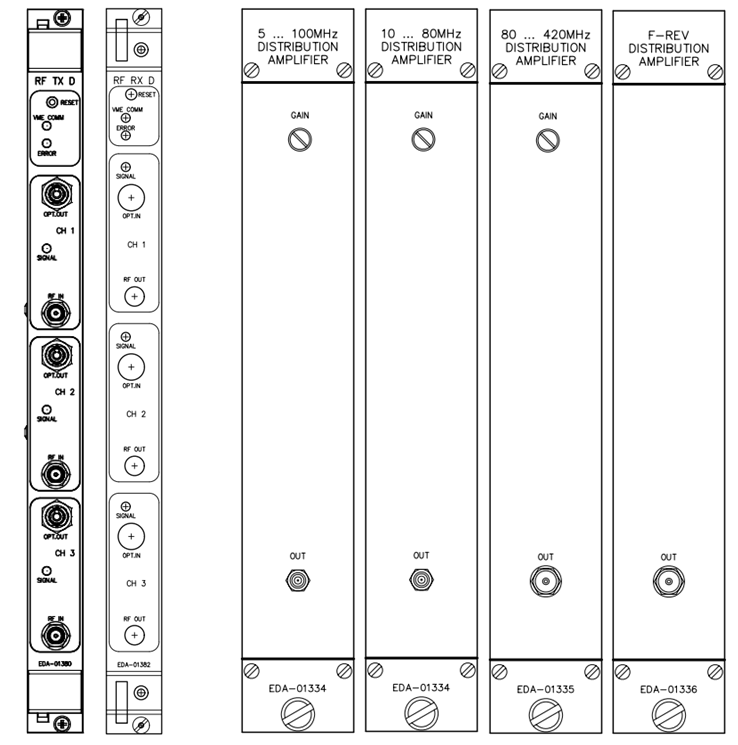 RF TX D
RESET
VME COMM
ERROR
OPT.OUT
CH 1
SIGNAL
RF IN
OPT.OUT
CH 2
SIGNAL
RF IN
OPT.OUT
CH 3
SIGNAL
RF IN
EDA-01380
RF RX D
RESET
VME COMM
ERROR
SIGNAL
OPT.IN
CH 1
RF OUT
SIGNAL
OPT.IN
CH 2
RF OUT
SIGNAL
OPT.IN
CH 3
RF OUT
EDA-01382
5 ... 100MHz
DISTRIBUTION
AMPLIFIER
GAIN
OUT
EDA-01334
10 ... 80MHz
DISTRIBUTION
AMPLIFIER
GAIN
OUT
EDA-01334
80 ... 420MHz
DISTRIBUTION
AMPLIFIER
GAIN
OUT
EDA-01335
F-REV
DISTRIBUTION
AMPLIFIER
OUT
EDA-01336